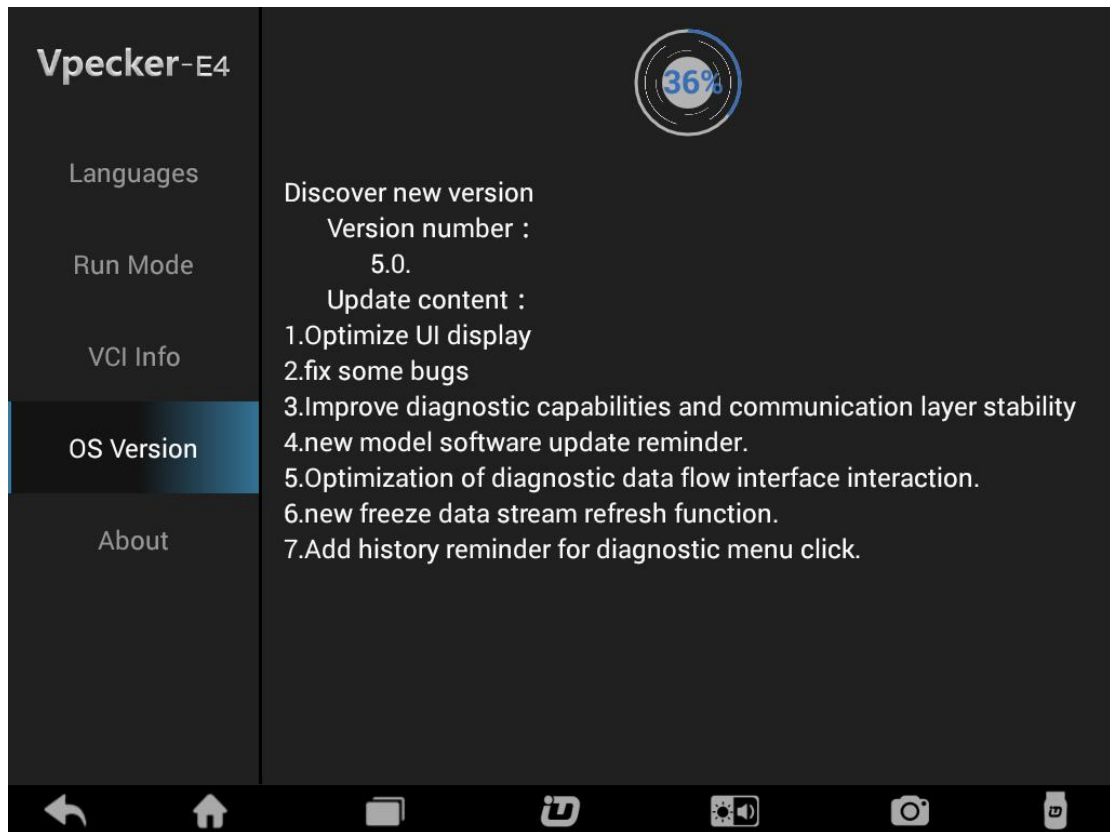 Vpecker-E4
36%
Languages
Run Mode
VCI Info
OS Version
About
Discover new version
Version number：
5.0.
Update content：
1.Optimize UI display
2.fix some bugs
3.Improve diagnostic capabilities and communication layer stability
4.new model software update reminder.
5.Optimization of diagnostic data flow interface interaction.
6.new freeze data stream refresh function.
7.Add history reminder for diagnostic menu click.